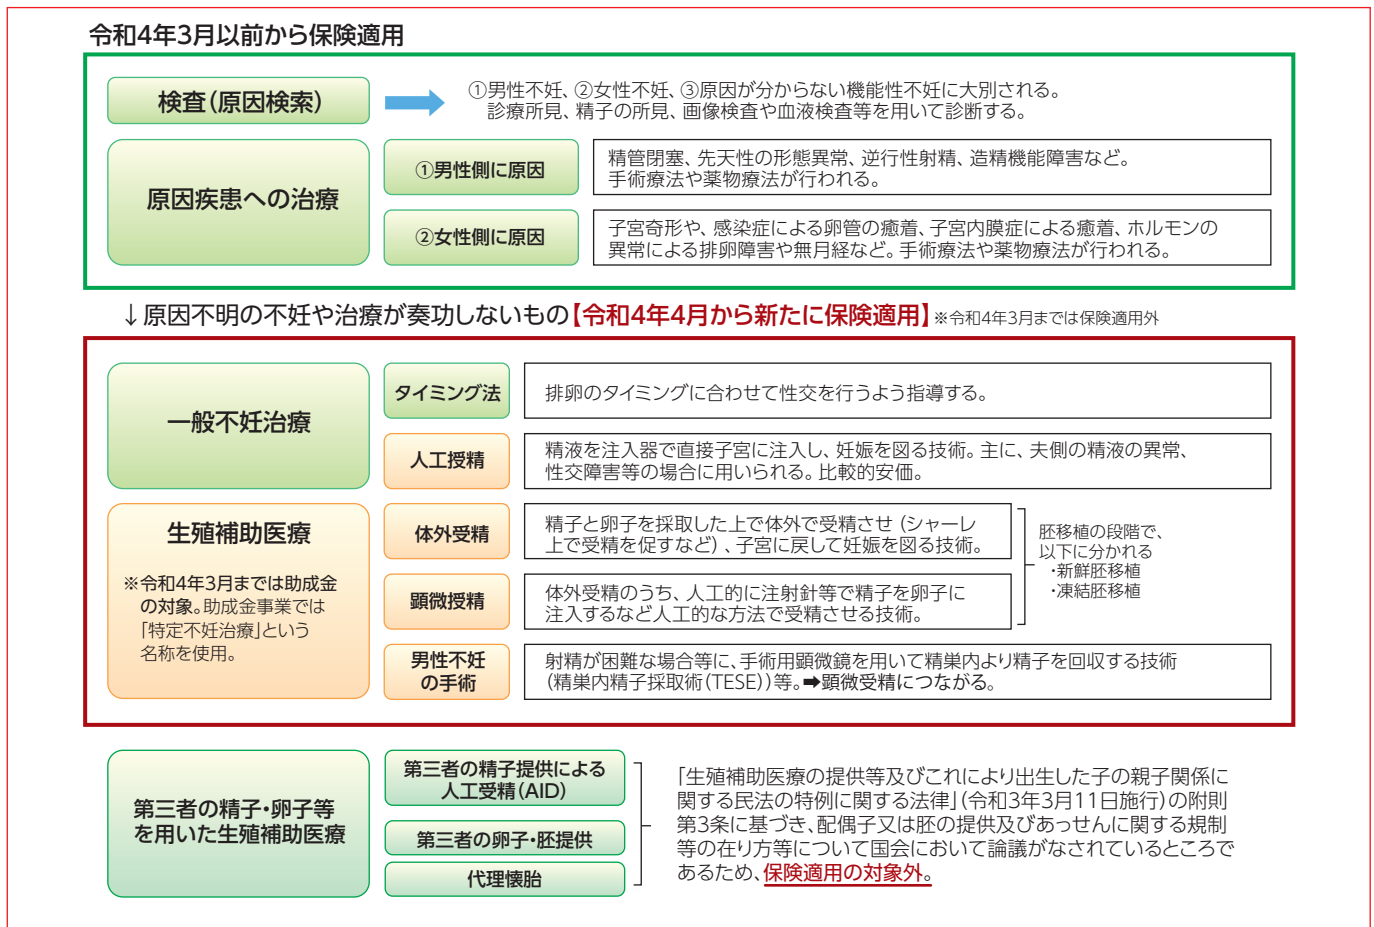 令和4年3月以前から保険適用
検査(原因検索)
①男性不妊、②女性不妊、③原因が分からない機能性不妊に大別される。
診療所見、精子の所見、画像検査や血液検査等を用いて診断する。
原因疾患への治療
①男性側に原因
精管閉塞、先天性の形態異常、逆行性射精、造精機能障害など。
手術療法や薬物療法が行われる。
②女性側に原因
子宮奇形や、感染症による卵管の癒着、子宮内膜症による癒着、ホルモンの
異常による排卵障害や無月経など。手術療法や薬物療法が行われる。
↓原因不明の不妊や治療が奏功しないもの【令和4年4月から新たに保険適用】※令和4年3月までは保険適用外
一般不妊治療
タイミング法
排卵のタイミングに合わせて性交を行うよう指導する。
人工授精
精液を注入器で直接子宮に注入し、妊娠を図る技術。主に、夫側の精液の異常、
性交障害等の場合に用いられる。比較的安価。
生殖補助医療
※令和4年3月までは助成金
の対象。助成金事業では
「特定不妊治療」という
名称を使用。
体外受精
精子と卵子を採取した上で体外で受精させ(シャーレ
上で受精を促すなど)、子宮に戻して妊娠を図る技術。
顕微授精
体外受精のうち、人工的に注射針等で精子を卵子に
注入するなど人工的な方法で受精させる技術。
胚移植の段階で、
以下に分かれる
・新鮮胚移植
・凍結胚移植
男性不妊
の手術
射精が困難な場合等に、手術用顕微鏡を用いて精巣内より精子を回収する技術
(精巣内精子採取術(TESE))等。➡顕微受精につながる。
第三者の精子・卵子等
を用いた生殖補助医療
第三者の精子提供による
人工受精(AID)
第三者の卵子・胚提供
代理懐胎
「生殖補助医療の提供等及びこれにより出生した子の親子関係に
関する民法の特例に関する法律」(令和3年3月11日施行)の附則
第3条に基づき、配偶子又は胚の提供及びあっせんに関する規制
等の在り方等について国会において論議がなされているところで
あるため、保険適用の対象外。